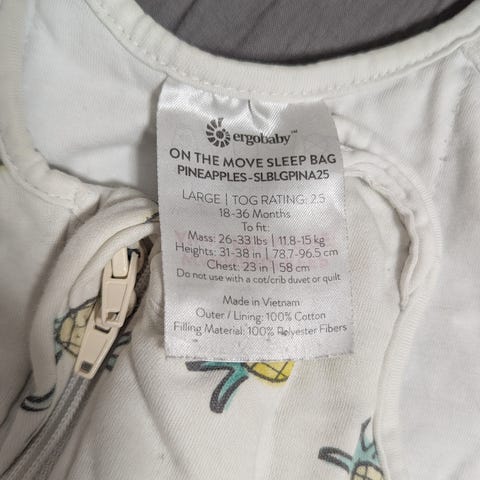 ergobaby™
ON THE MOVE SLEEP BAG
PINEAPPLES-SLBLGPINA25
LARGE | TOG RATING: 2.5
18-36 Months
To fit:
Mass: 26-33 lbs | 11.8-15 kg
Heights: 31-38 in | 78.7-96.5 cm
Chest: 23 in | 58 cm
Do not use with a cot/crib duvet or quilt
Made in Vietnam
Outer / Lining: 100% Cotton
Filling Material: 100% Polyester Fibers